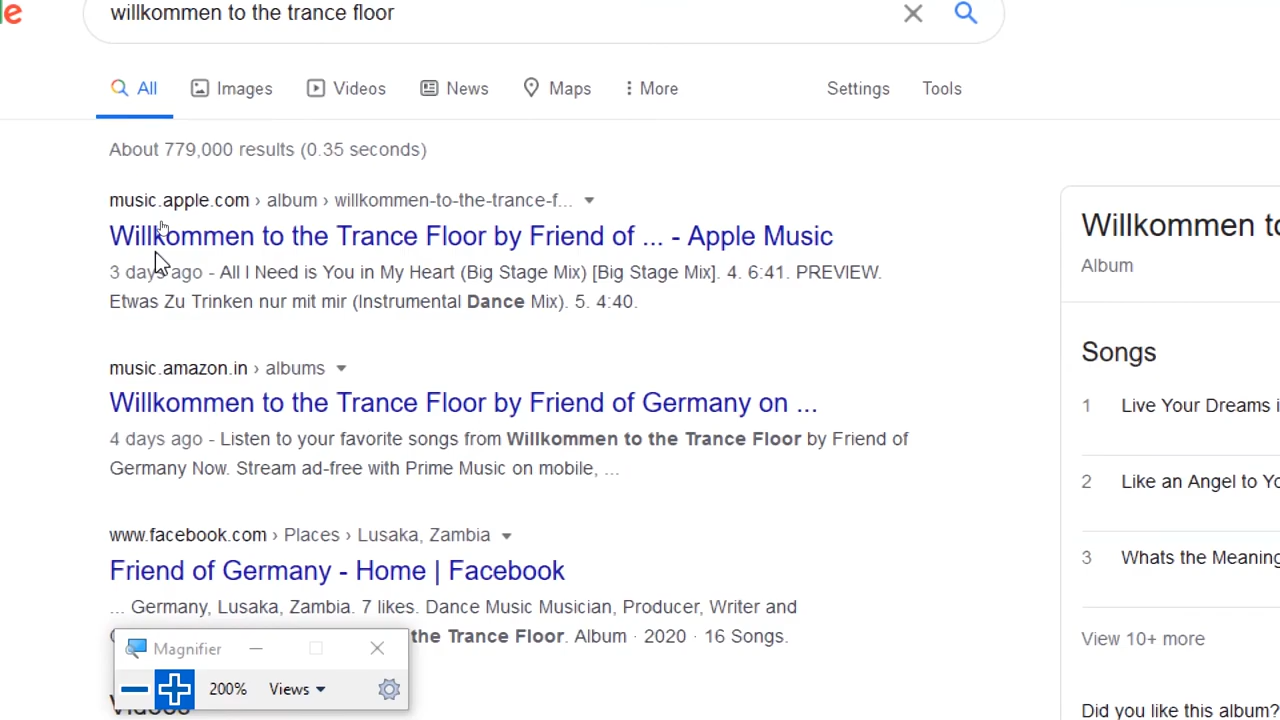 willkommen to the trance floor
All Images Videos News Maps More Settings Tools
About 779,000 results (0.35 seconds)
music.apple.com › album › willkommen-to-the-trance-f...
Willkommen to the Trance Floor by Friend of ... - Apple Music
3 days ago - All I Need is You in My Heart (Big Stage Mix) [Big Stage Mix]. 4. 6:41. PREVIEW.
Etwas Zu Trinken nur mit mir (Instrumental Dance Mix). 5. 4:40.
music.amazon.in › albums
Willkommen to the Trance Floor by Friend of Germany on ...
4 days ago - Listen to your favorite songs from Willkommen to the Trance Floor by Friend of
Germany Now. Stream ad-free with Prime Music on mobile, ...
www.facebook.com › Places › Lusaka, Zambia
Friend of Germany - Home | Facebook
... Germany, Lusaka, Zambia. 7 likes. Dance Music Musician, Producer, Writer and
the Trance Floor. Album · 2020 · 16 Songs.
Videos
Magnifier
200% Views
Willkommen to
Album
Songs
1 Live Your Dreams
2 Like an Angel to
3 Whats the Meaning
View 10+ more
Did you like this album?